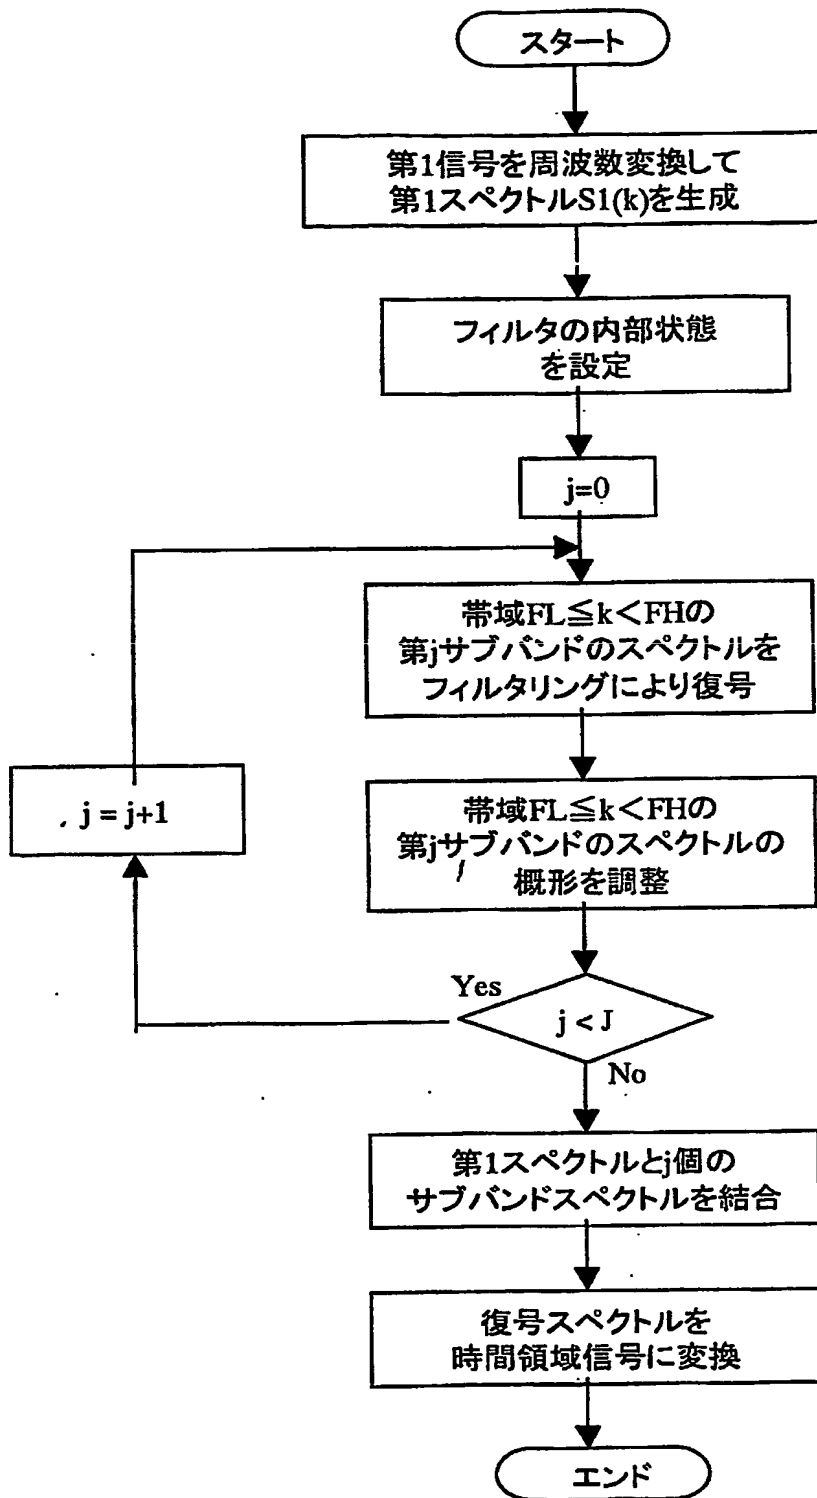 スタート
第1信号を周波数変換して
第1スペクトルS1(k)を生成
フィルタの内部状態
を設定
j=0
帯域FL≦k<FHの
第jサブバンドのスペクトルを
フィルタリングにより復号
j = j+1
帯域FL≦k<FHの
第jサブバンドのスペクトルの
概形を調整
Yes
j < J
No
第1スペクトルとj個の
サブバンドスペクトルを結合
復号スペクトルを
時間領域信号に変換
エンド